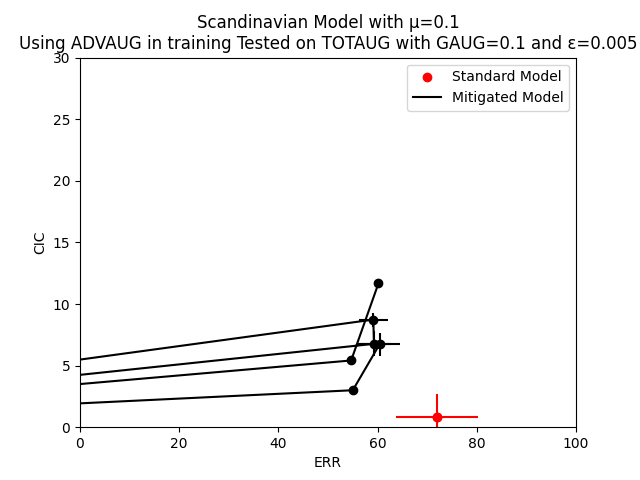 Scandinavian Model with μ=0.1
Using ADVAUG in training Tested on TOTAUG with GAUG=0.1 and ε=0.005
Standard Model
Mitigated Model
30
25
20
15
10
5
0
CIC
0 20 40 60 80 100
ERR